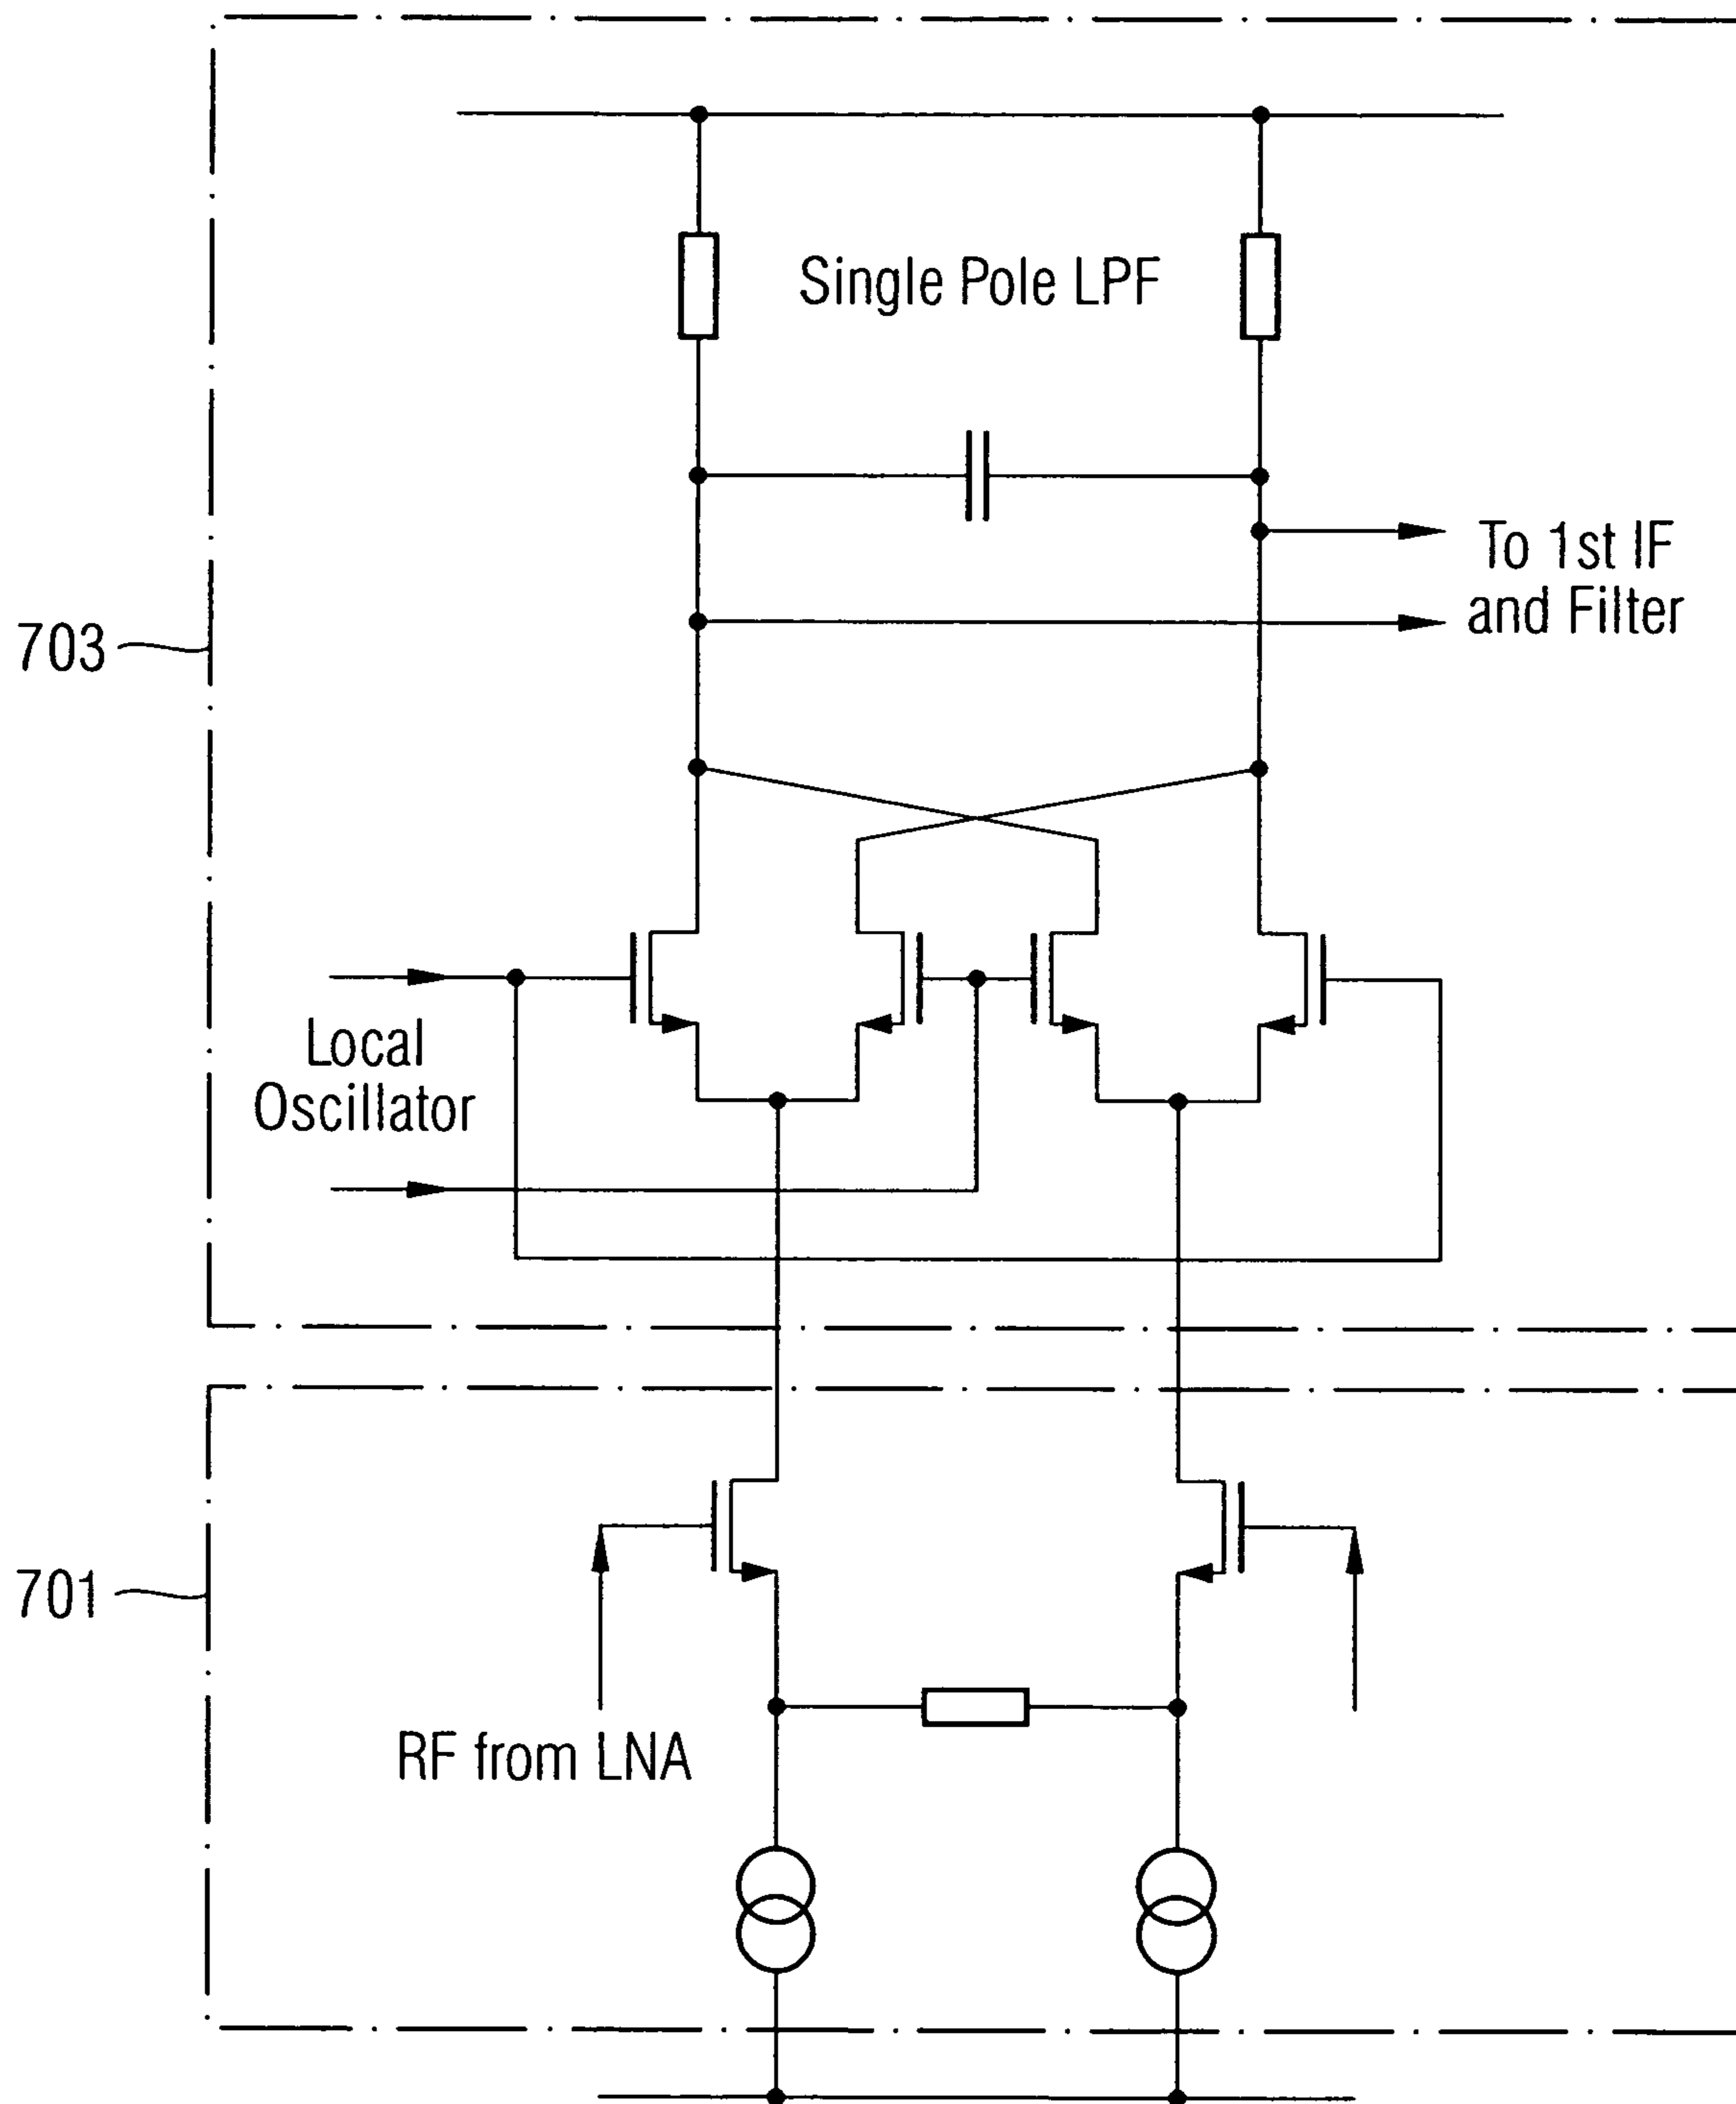 Single Pole LPF
To 1st IF
and Filter
703
Local
Oscillator
701
RF from LNA